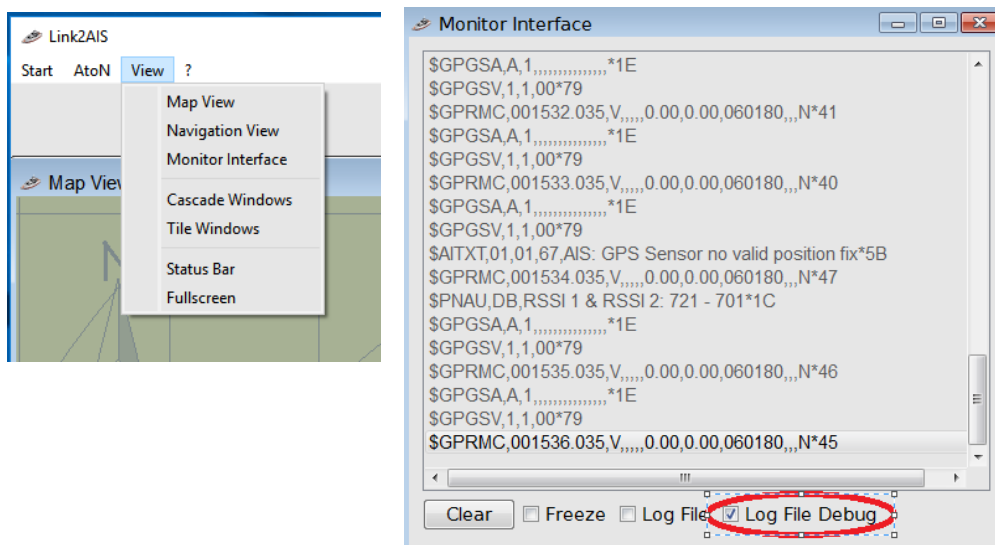 Link2AIS
Start AtoN View ?
Map View
Navigation View
Monitor Interface
Cascade Windows
Tile Windows
Status Bar
Fullscreen
Map View
N
Monitor Interface
$GPGSA,A,1,,,,,,,,,,,,,,,*1E
$GPGSV,1,1,00*79
$GPRMC,001532.035,V,,,,,0.00,0.00,060180,,,N*41
$GPGSA,A,1,,,,,,,,,,,,,,,*1E
$GPGSV,1,1,00*79
$GPRMC,001533.035,V,,,,,0.00,0.00,060180,,,N*40
$GPGSA,A,1,,,,,,,,,,,,,,,*1E
$GPGSV,1,1,00*79
$AITXT,01,01,67,AIS: GPS Sensor no valid position fix*5B
$GPRMC,001534.035,V,,,,,0.00,0.00,060180,,,N*47
$PNAU,DB,RSSI 1 & RSSI 2: 721 - 701*1C
$GPGSA,A,1,,,,,,,,,,,,,,,*1E
$GPGSV,1,1,00*79
$GPRMC,001535.035,V,,,,,0.00,0.00,060180,,,N*46
$GPGSA,A,1,,,,,,,,,,,,,,,*1E
$GPGSV,1,1,00*79
$GPRMC,001536.035,V,,,,,0.00,0.00,060180,,,N*45
Clear Freeze Log File Log File Debug